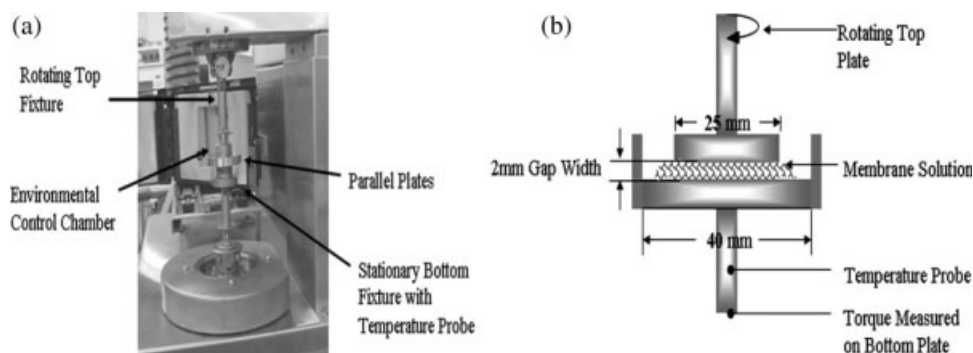 (a)
Rotating Top
Fixture
Environmental
Control Chamber
Parallel Plates
Stationary Bottom
Fixture with
Temperature Probe
(b)
Rotating Top
Plate
25 mm
2mm Gap Width
Membrane Solution
40 mm
Temperature Probe
Torque Measured
on Bottom Plate